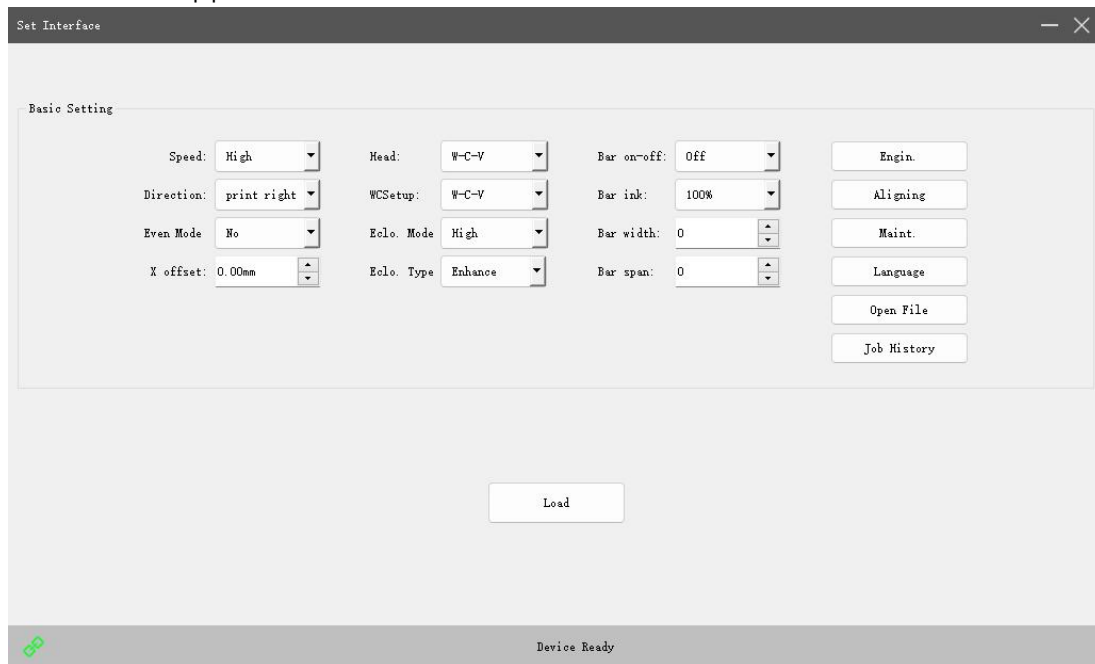 Set Interface
Basic Setting
Speed: High Head: W-C-V Bar on-off: Off Engin.
Direction: print right WCSetup: W-C-V Bar ink: 100% Aligning
Even Mode No Eclo. Mode High Bar width: 0 Maint.
X offset: 0.00mm Eclo. Type Enhance Bar span: 0 Language
Open File
Job History
Load
Device Ready